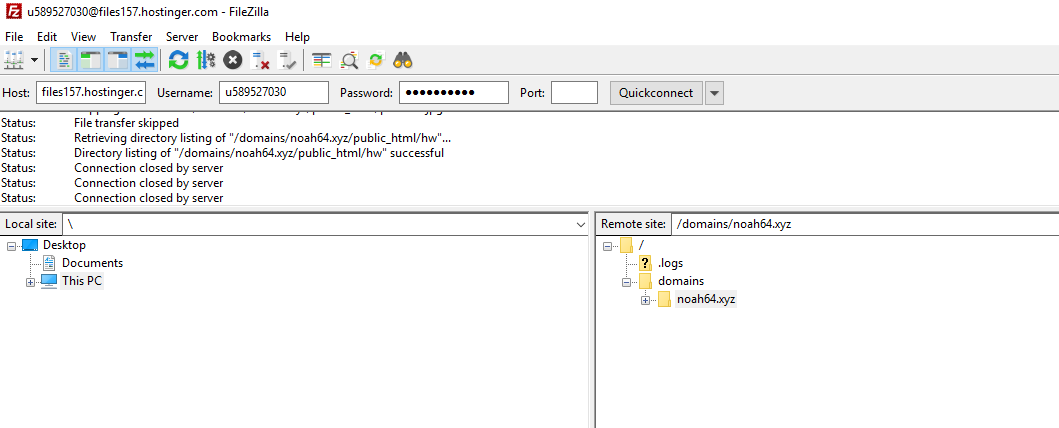 u589527030@files157.hostinger.com - FileZilla
File Edit View Transfer Server Bookmarks Help
Host: files157.hostinger.c Username: u589527030 Password: ●●●●●●●●●● Port: Quickconnect
Status: File transfer skipped
Status: Retrieving directory listing of "/domains/noah64.xyz/public_html/hw"...
Status: Directory listing of "/domains/noah64.xyz/public_html/hw" successful
Status: Connection closed by server
Status: Connection closed by server
Status: Connection closed by server
Local site: \
Desktop
Documents
This PC
Remote site: /domains/noah64.xyz
/
? .logs
domains
noah64.xyz